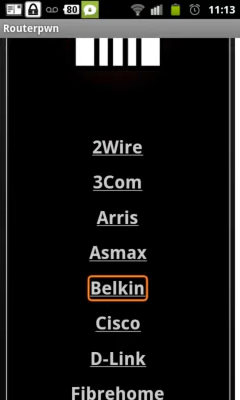 80
11:13
Routerpwn
2Wire
3Com
Arris
Asmax
Belkin
Cisco
D-Link
Fibrehome